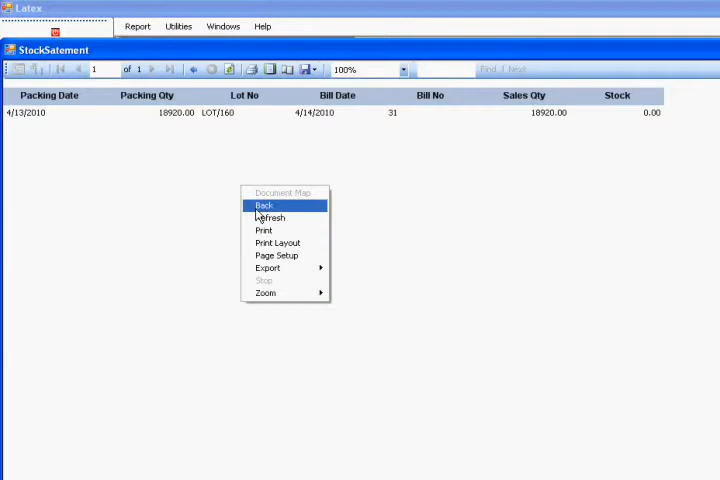 Latex
Report Utilities Windows Help
StockSatement
1 of 1 100% Find | Next
Packing Date Packing Qty Lot No Bill Date Bill No Sales Qty Stock
4/13/2010 18920.00 LOT/160 4/14/2010 31 18920.00 0.00
Document Map
Back
Refresh
Print
Print Layout
Page Setup
Export
Stop
Zoom